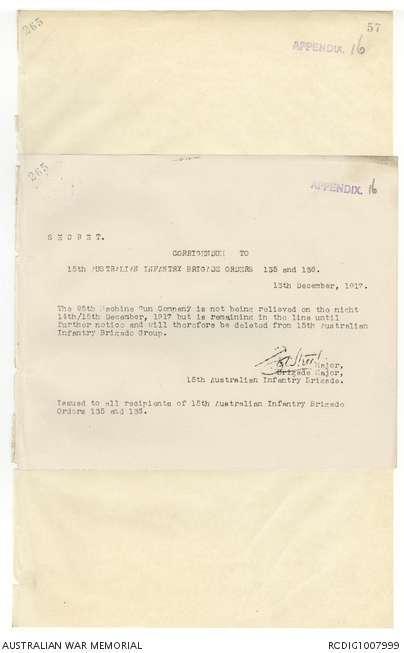 265
57
APPENDIX. 16
265
APPENDIX. 16
S E C R E T.
CORRIGENDUM TO
15th AUSTRALIAN INFANTRY BRIGADE ORDERS 135 and 136.
13th December, 1917.
The 25th Machine Gun Company is not being relieved on the night
14th/15th December, 1917 but is remaining in the line until
further notice and will therefore be deleted from 15th Australian
Infantry Brigade Group.
Major,
Brigade Major,
15th Australian Infantry Brigade.
Issued to all recipients of 15th Australian Infantry Brigade
Orders 135 and 136.
AUSTRALIAN WAR MEMORIAL
RCDIG1007999